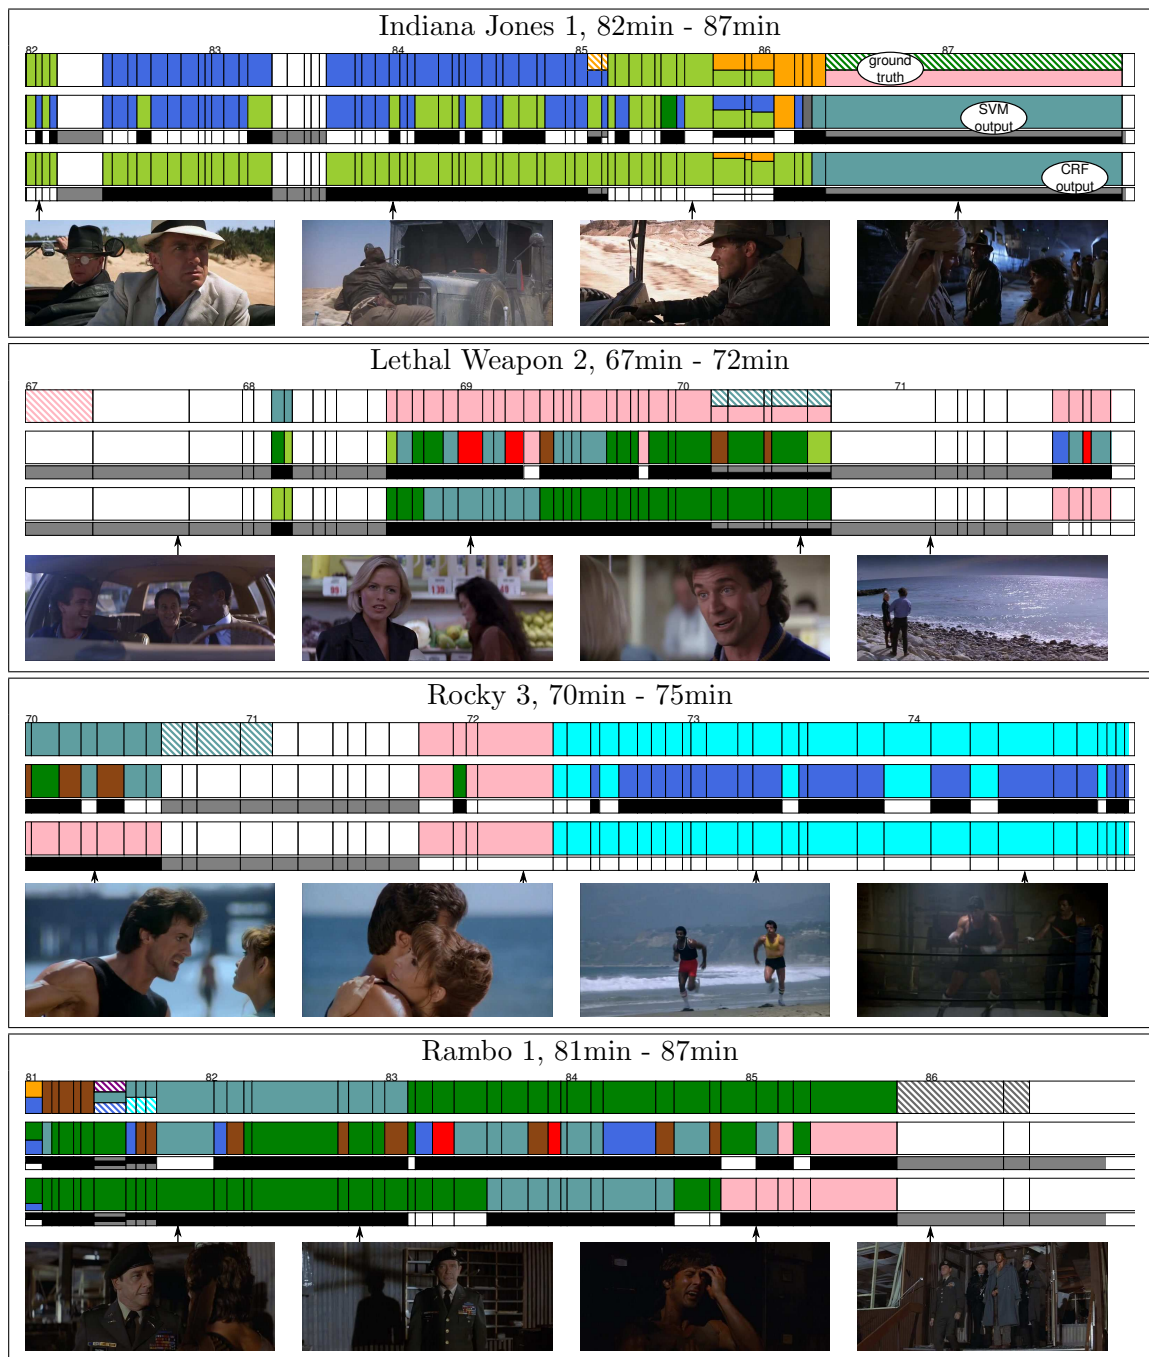 Indiana Jones 1, 82min - 87min
82 83 84 85 86 87
ground
truth
SVM
output
CRF
output
Lethal Weapon 2, 67min - 72min
67 68 69 70 71
Rocky 3, 70min - 75min
70 71 72 73 74
Rambo 1, 81min - 87min
81 82 83 84 85 86